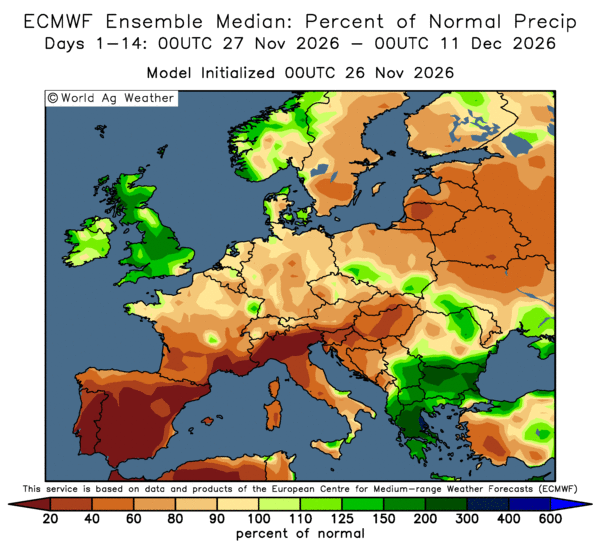 ECMWF Ensemble Median: Percent of Normal Precip
Days 1-14: 00UTC 27 Nov 2026 - 00UTC 11 Dec 2026
Model Initialized 00UTC 26 Nov 2026
©World Ag Weather
This service is based on data and products of the European Centre for Medium-range Weather Forecasts (ECMWF)
20 40 60 80 90 100 110 125 150 200 300 400 600
percent of normal